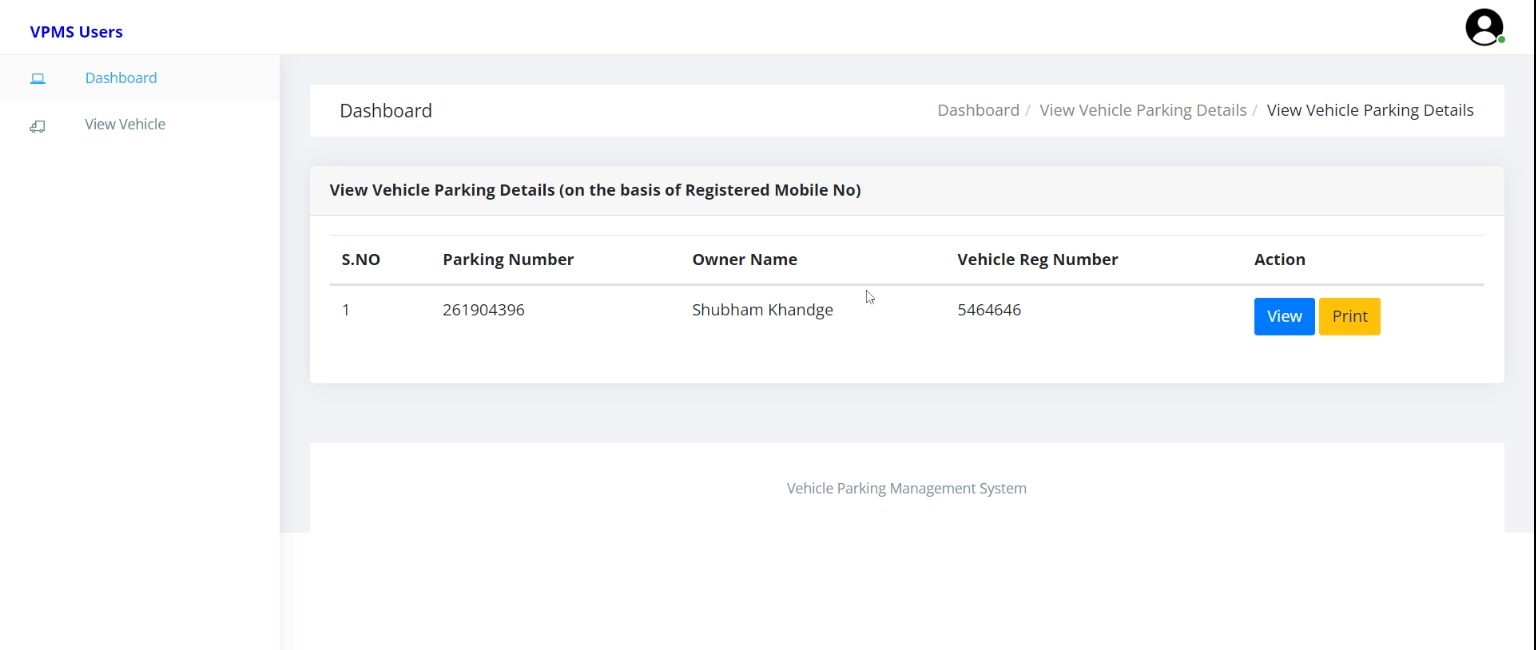 VPMS Users
Dashboard
View Vehicle
Dashboard
Dashboard / View Vehicle Parking Details / View Vehicle Parking Details
View Vehicle Parking Details (on the basis of Registered Mobile No)
S.NO Parking Number Owner Name Vehicle Reg Number Action
1 261904396 Shubham Khandge 5464646 View Print
Vehicle Parking Management System